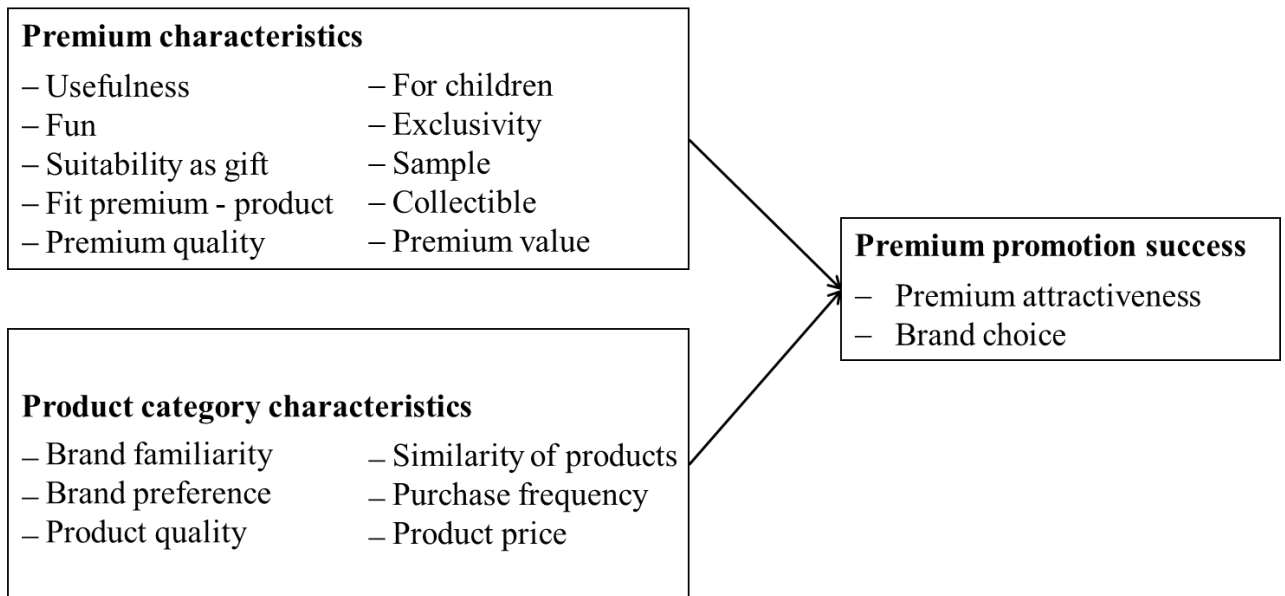 Premium characteristics
– Usefulness
– Fun
– Suitability as gift
– Fit premium - product
– Premium quality
– For children
– Exclusivity
– Sample
– Collectible
– Premium value
Product category characteristics
– Brand familiarity
– Brand preference
– Product quality
– Similarity of products
– Purchase frequency
– Product price
Premium promotion success
– Premium attractiveness
– Brand choice